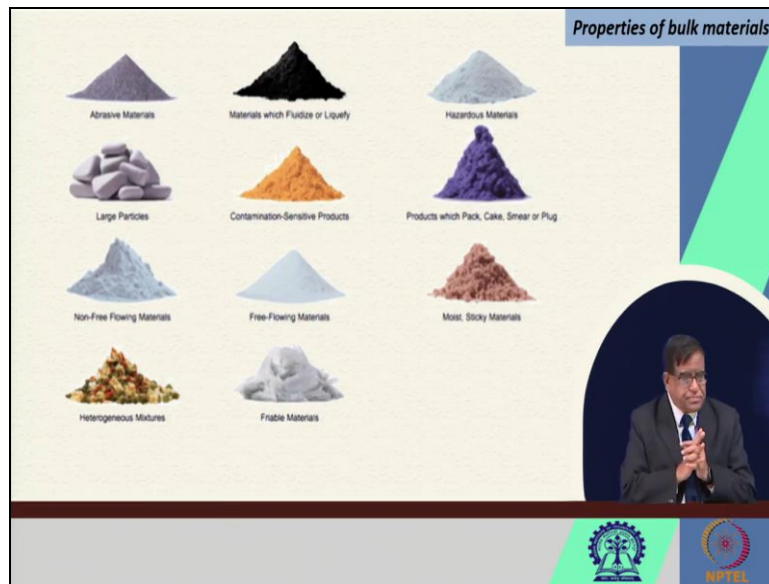 Properties of bulk materials
Abrasive Materials
Materials which Fluidize or Liquefy
Hazardous Materials
Large Particles
Contamination-Sensitive Products
Products which Pack, Cake, Smear or Plug
Non-Free Flowing Materials
Free-Flowing Materials
Moist, Sticky Materials
Heterogeneous Mixtures
Friable Materials
NPTEL